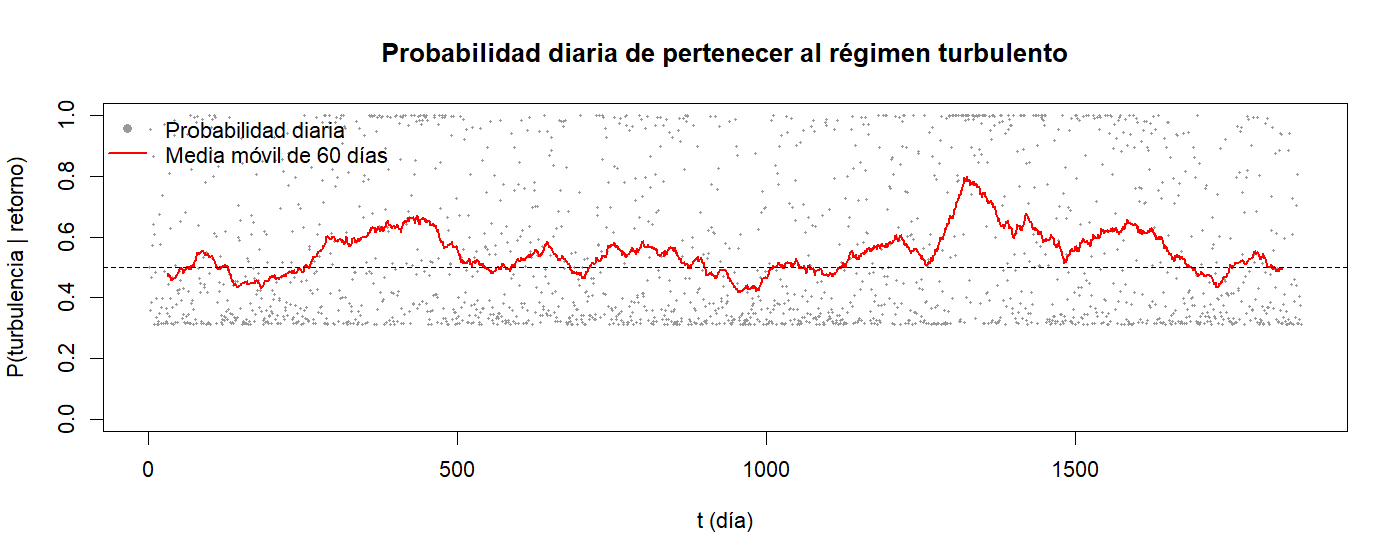 Probabilidad diaria de pertenecer al régimen turbulento
P(turbulencia | retorno)
1.0
0.8
0.6
0.4
0.2
0.0
Probabilidad diaria
Media móvil de 60 días
0 500 1000 1500
t (día)